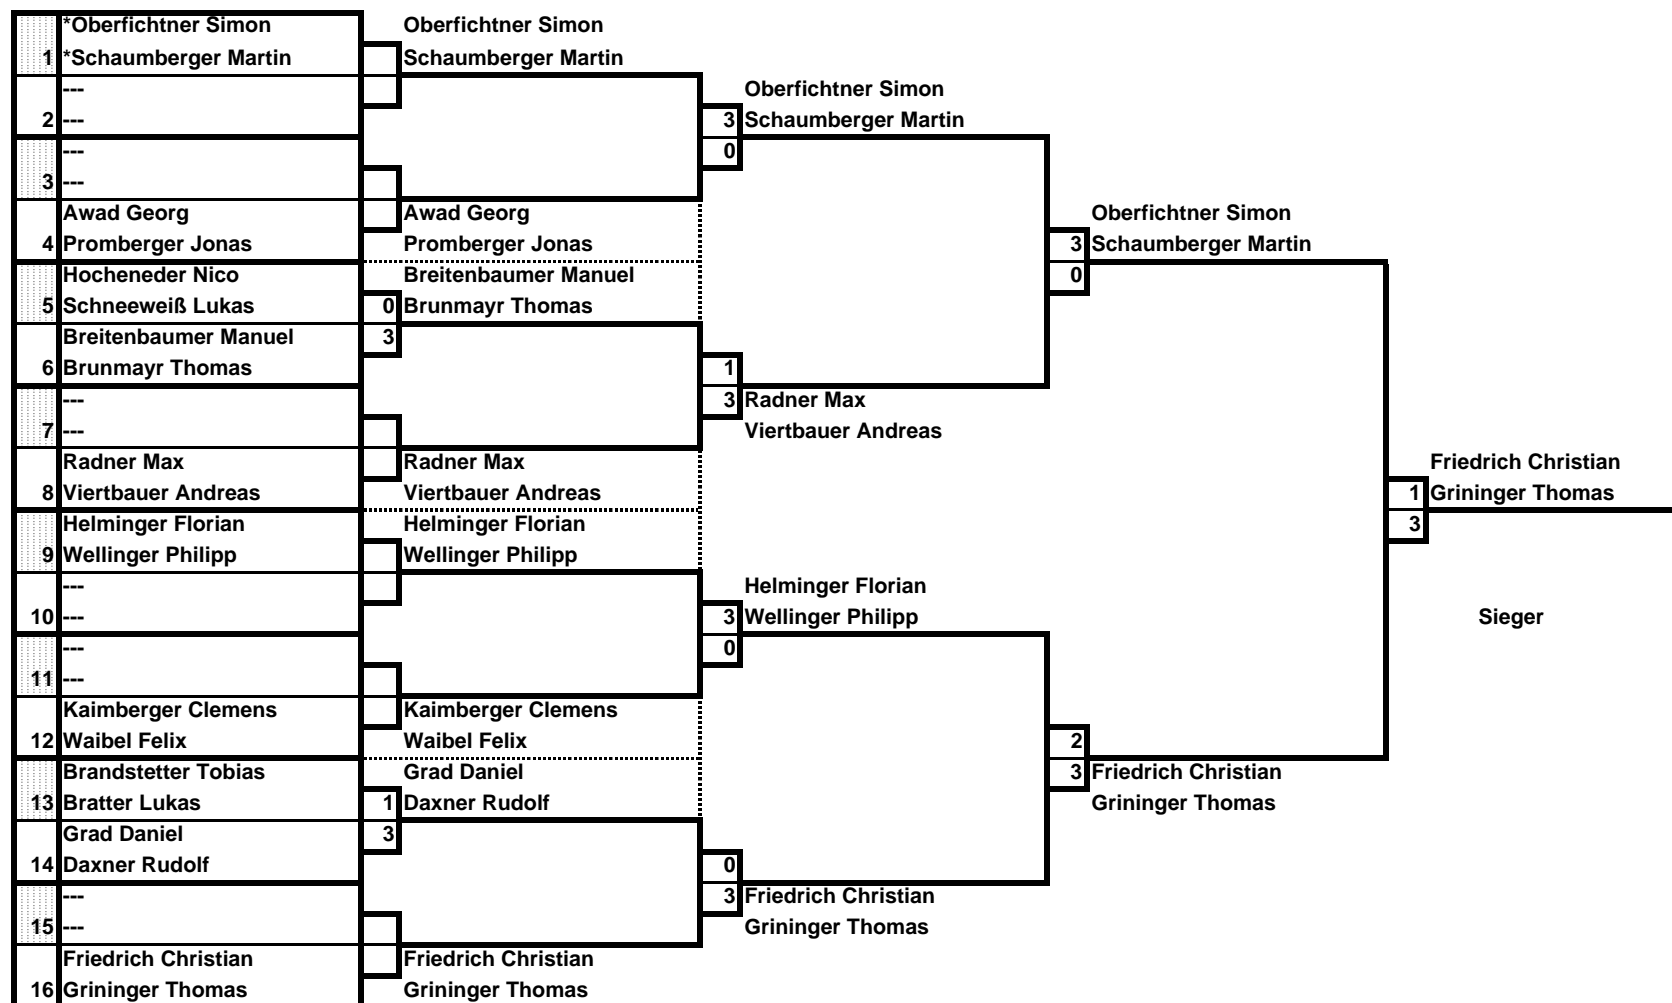 *Oberfichtner Simon Oberfichtner Simon
1 *Schaumberger Martin Schaumberger Martin
--- Oberfichtner Simon
2 --- 3 Schaumberger Martin
--- 0
3 ---
Awad Georg Awad Georg Oberfichtner Simon
4 Promberger Jonas Promberger Jonas 3 Schaumberger Martin
Hocheneder Nico Breitenbaumer Manuel 0
5 Schneeweiß Lukas 0 Brunmayr Thomas
Breitenbaumer Manuel 3
6 Brunmayr Thomas 1
--- 3 Radner Max
7 --- Viertbauer Andreas
Radner Max Radner Max Friedrich Christian
8 Viertbauer Andreas Viertbauer Andreas 1 Grininger Thomas
Helminger Florian Helminger Florian 3
9 Wellinger Philipp Wellinger Philipp
--- Helminger Florian
10 --- 3 Wellinger Philipp Sieger
--- 0
11 ---
Kaimberger Clemens Kaimberger Clemens
12 Waibel Felix Waibel Felix 2
Brandstetter Tobias Grad Daniel 3 Friedrich Christian
13 Bratter Lukas 1 Daxner Rudolf Grininger Thomas
Grad Daniel 3
14 Daxner Rudolf 0
--- 3 Friedrich Christian
15 --- Grininger Thomas
Friedrich Christian Friedrich Christian
16 Grininger Thomas Grininger Thomas